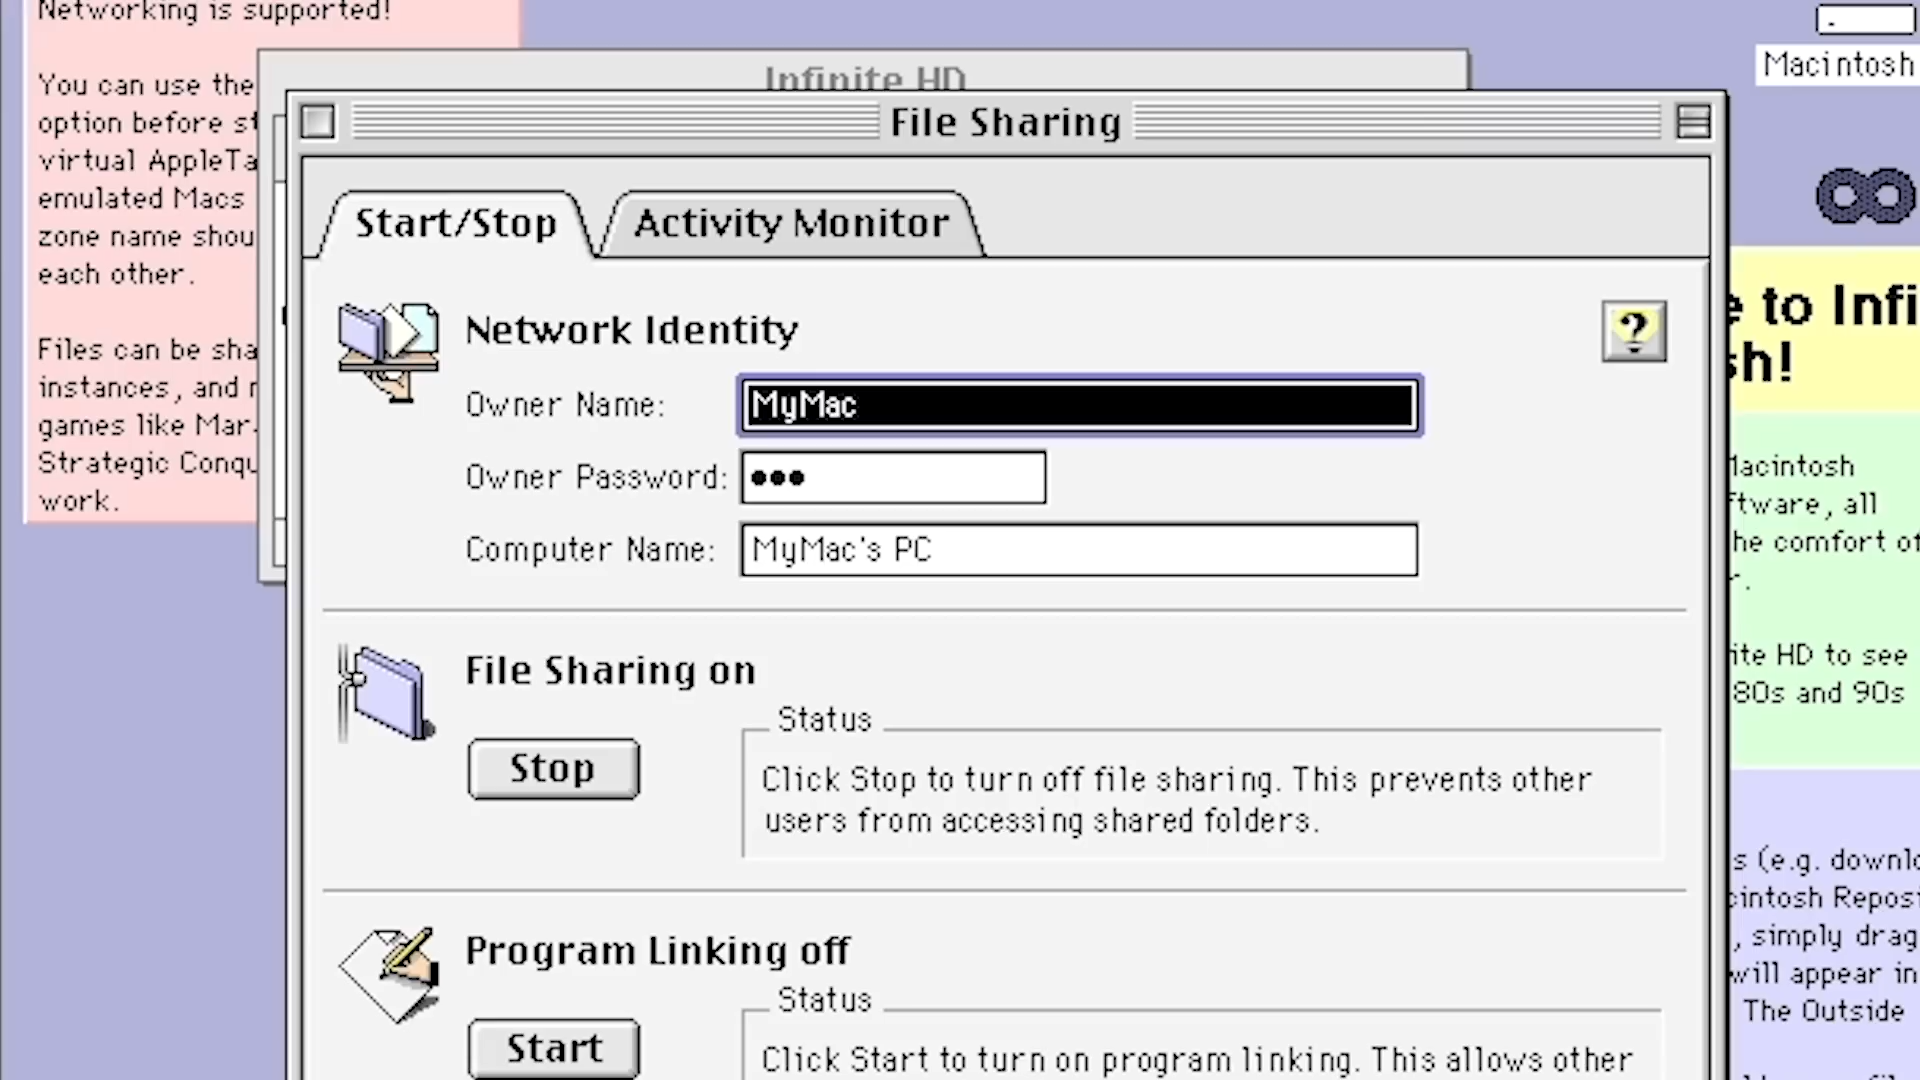 Networking is supported!
You can use the
option before st
virtual AppleTa
emulated Macs
zone name shou
each other.
Files can be sha
instances, and
games like Mar
Strategic Conqu
work.
Infinite HD
File Sharing
Start/Stop
Activity Monitor
Network Identity
Owner Name:
MyMac
Owner Password:
•••
Computer Name:
MyMac's PC
File Sharing on
Stop
Status
Click Stop to turn off file sharing. This prevents other
users from accessing shared folders.
Program Linking off
Start
Status
Click Start to turn on program linking. This allows other
Macintosh
e to Infi
sh!
Macintosh
ftware, all
he comfort of
r.
ite HD to see
80s and 90s
s (e.g. downlo
cintosh Reposi
, simply drag
will appear in
The Outside